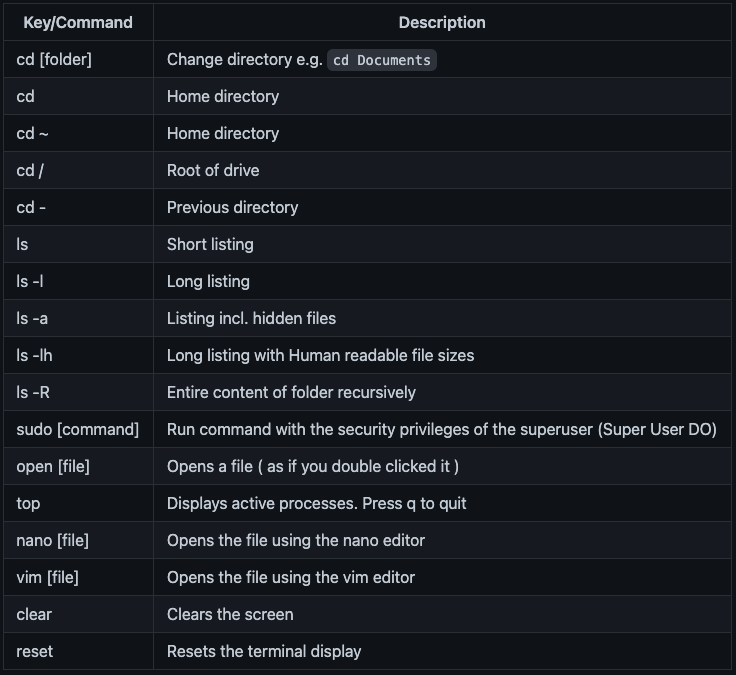 Key/Command Description
cd [folder] Change directory e.g. cd Documents
cd Home directory
cd ~ Home directory
cd / Root of drive
cd - Previous directory
ls Short listing
ls -l Long listing
ls -a Listing incl. hidden files
ls -lh Long listing with Human readable file sizes
ls -R Entire content of folder recursively
sudo [command] Run command with the security privileges of the superuser (Super User DO)
open [file] Opens a file ( as if you double clicked it )
top Displays active processes. Press q to quit
nano [file] Opens the file using the nano editor
vim [file] Opens the file using the vim editor
clear Clears the screen
reset Resets the terminal display